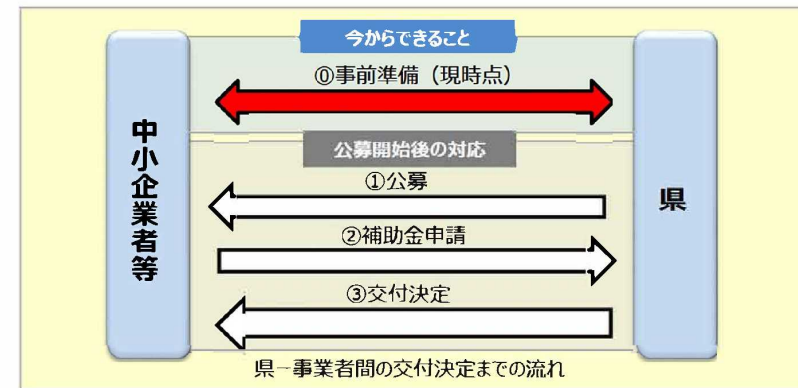 今からできること
⓪事前準備（現時点）
中小企業者等
県
公募開始後の対応
①公募
②補助金申請
③交付決定
県－事業者間の交付決定までの流れ